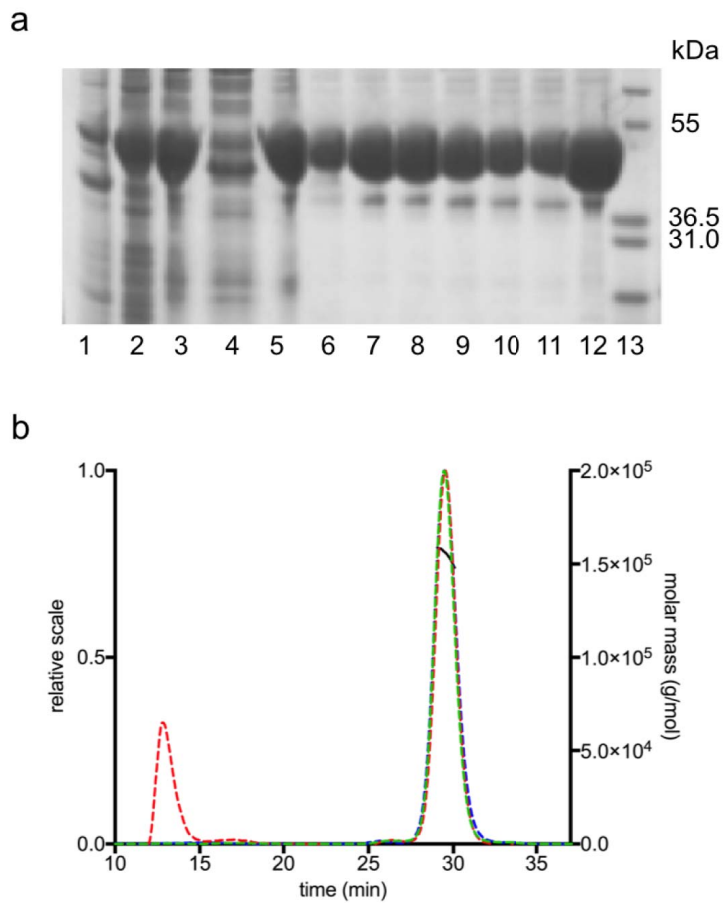 a
kDa
55
36.5
31.0
1 2 3 4 5 6 7 8 9 10 11 12 13
b
1.0 2.0×10⁵
1.5×10⁵
relative scale
0.5 1.0×10⁵
molar mass (g/mol)
5.0×10⁴
0.0 0.0
10 15 20 25 30 35
time (min)